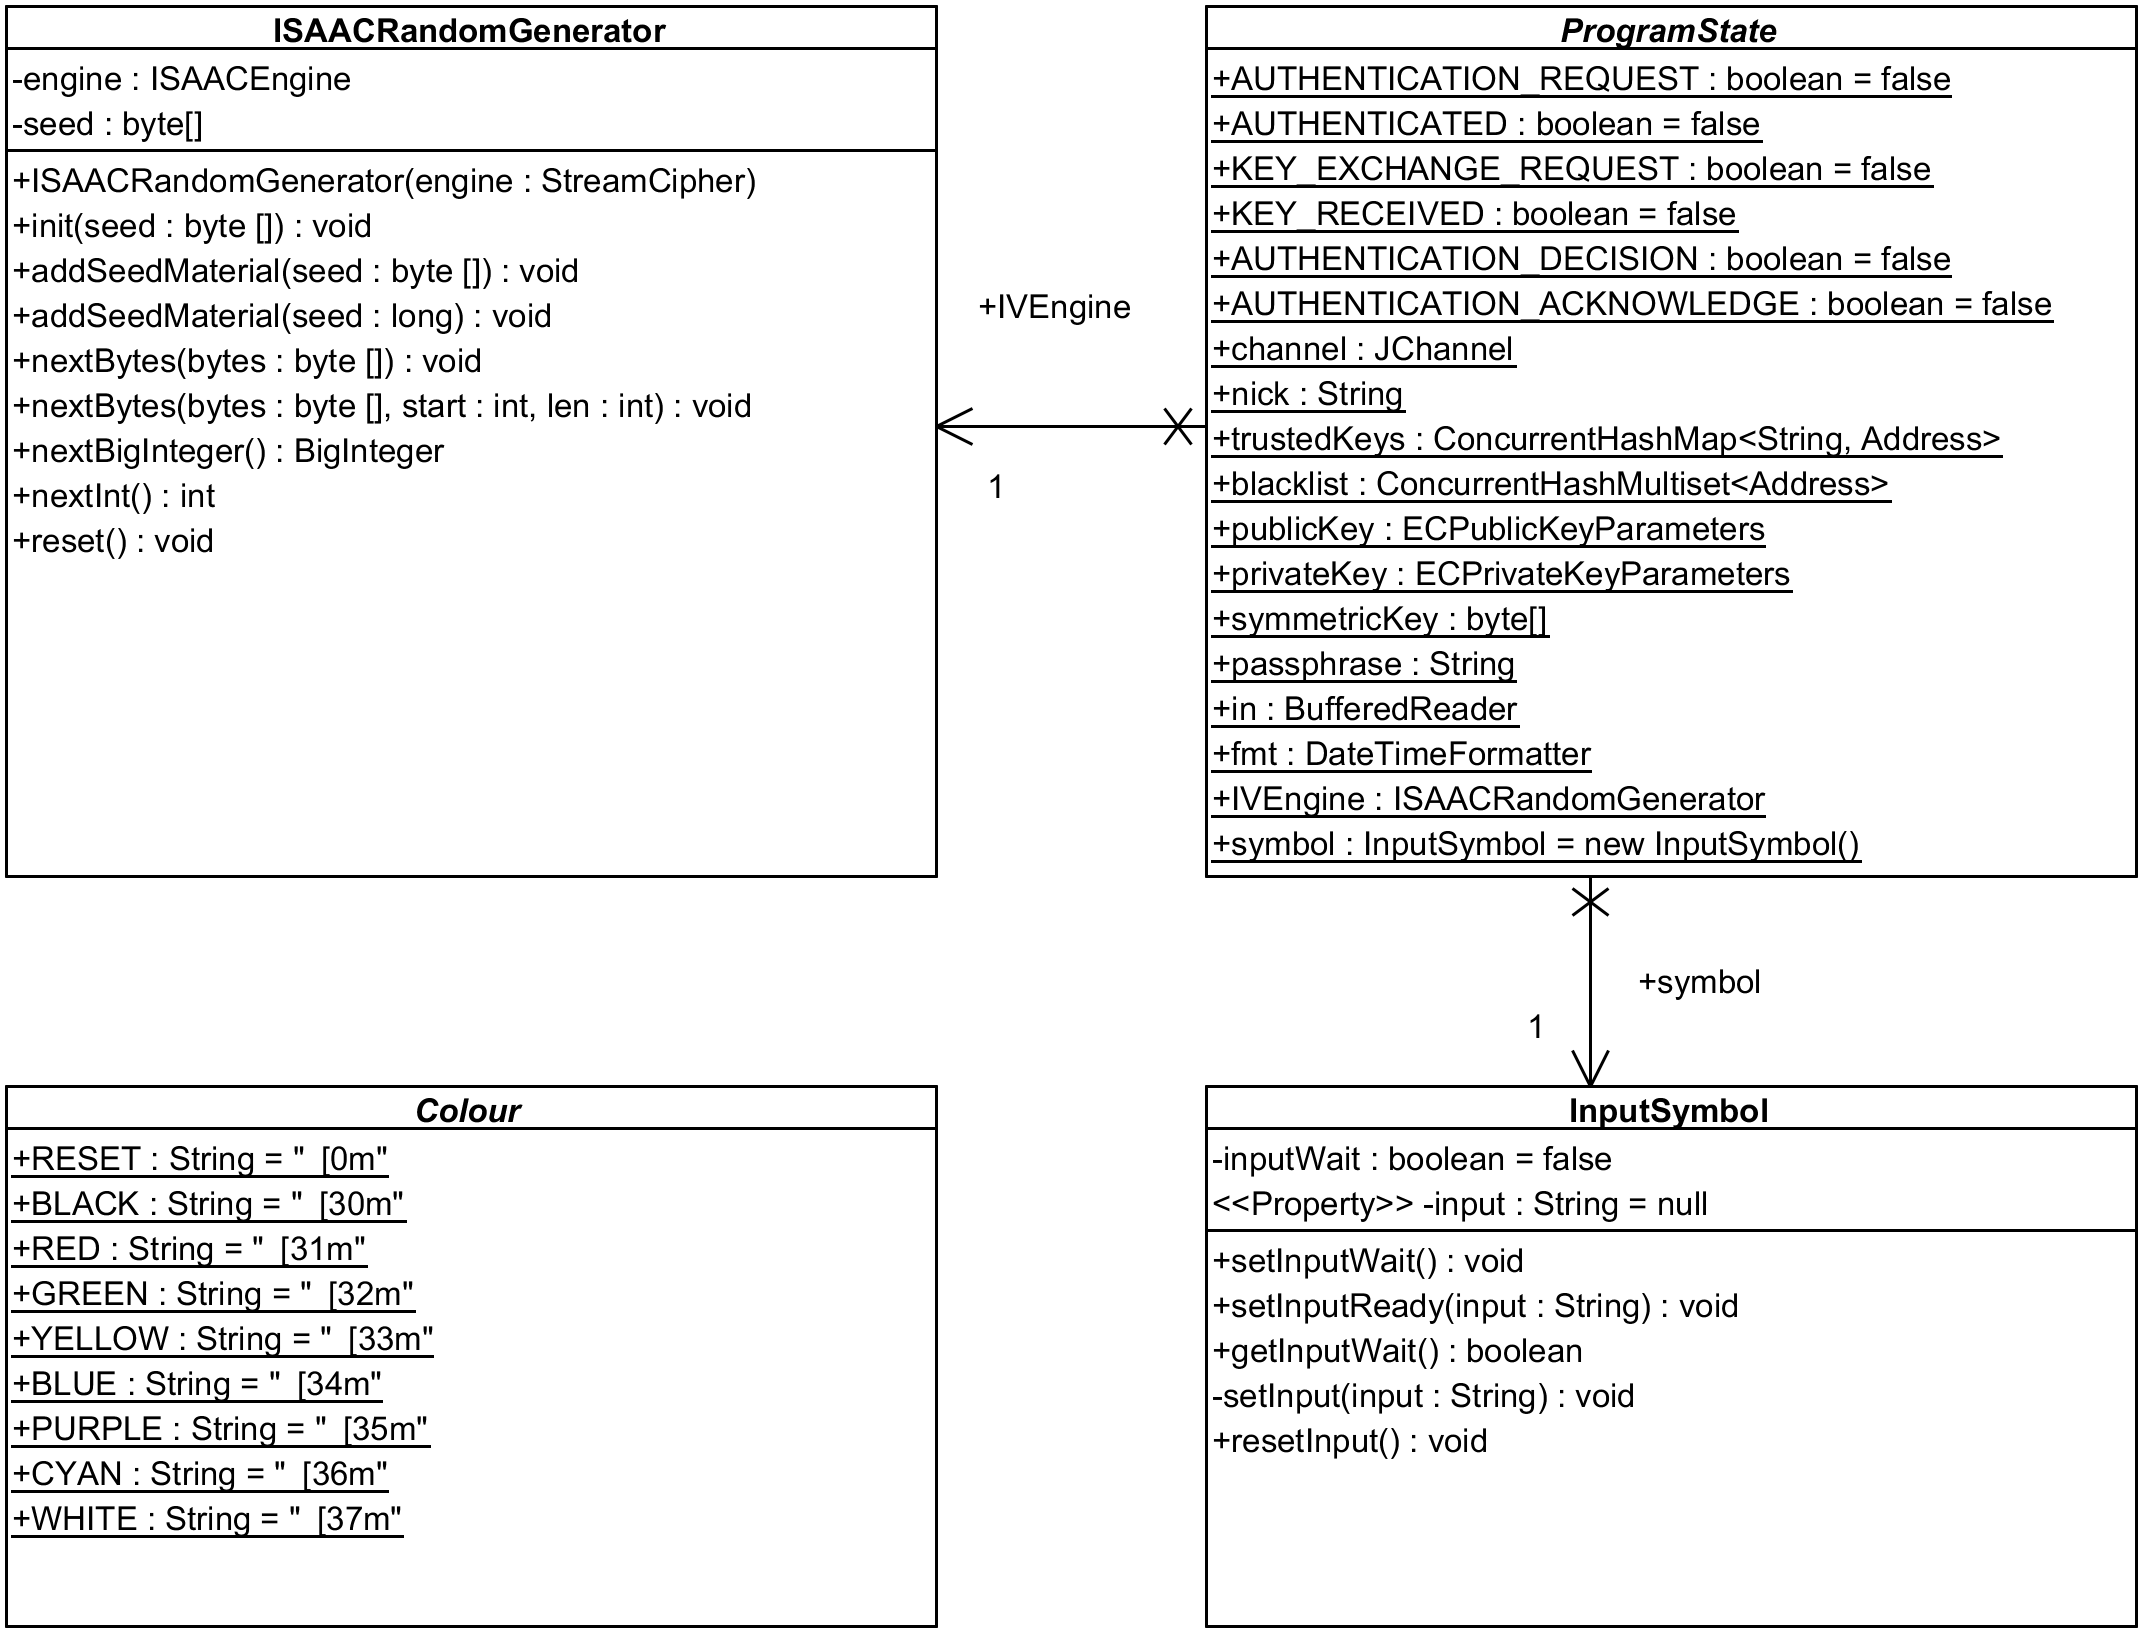 ISAACRandomGenerator
-engine : ISAACEngine
-seed : byte[]
+ISAACRandomGenerator(engine : StreamCipher)
+init(seed : byte []) : void
+addSeedMaterial(seed : byte []) : void
+addSeedMaterial(seed : long) : void
+nextBytes(bytes : byte []) : void
+nextBytes(bytes : byte [], start : int, len : int) : void
+nextBigInteger() : BigInteger
+nextInt() : int
+reset() : void
+IVEngine
1
ProgramState
+AUTHENTICATION_REQUEST : boolean = false
+AUTHENTICATED : boolean = false
+KEY_EXCHANGE_REQUEST : boolean = false
+KEY_RECEIVED : boolean = false
+AUTHENTICATION_DECISION : boolean = false
+AUTHENTICATION_ACKNOWLEDGE : boolean = false
+channel : JChannel
+nick : String
+trustedKeys : ConcurrentHashMap<String, Address>
+blacklist : ConcurrentHashMultiset<Address>
+publicKey : ECPublicKeyParameters
+privateKey : ECPrivateKeyParameters
+symmetricKey : byte[]
+passphrase : String
+in : BufferedReader
+fmt : DateTimeFormatter
+IVEngine : ISAACRandomGenerator
+symbol : InputSymbol = new InputSymbol()
+symbol
1
Colour
+RESET : String = "  [0m"
+BLACK : String = "  [30m"
+RED : String = "  [31m"
+GREEN : String = "  [32m"
+YELLOW : String = "  [33m"
+BLUE : String = "  [34m"
+PURPLE : String = "  [35m"
+CYAN : String = "  [36m"
+WHITE : String = "  [37m"
InputSymbol
-inputWait : boolean = false
<<Property>> -input : String = null
+setInputWait() : void
+setInputReady(input : String) : void
+getInputWait() : boolean
-setInput(input : String) : void
+resetInput() : void